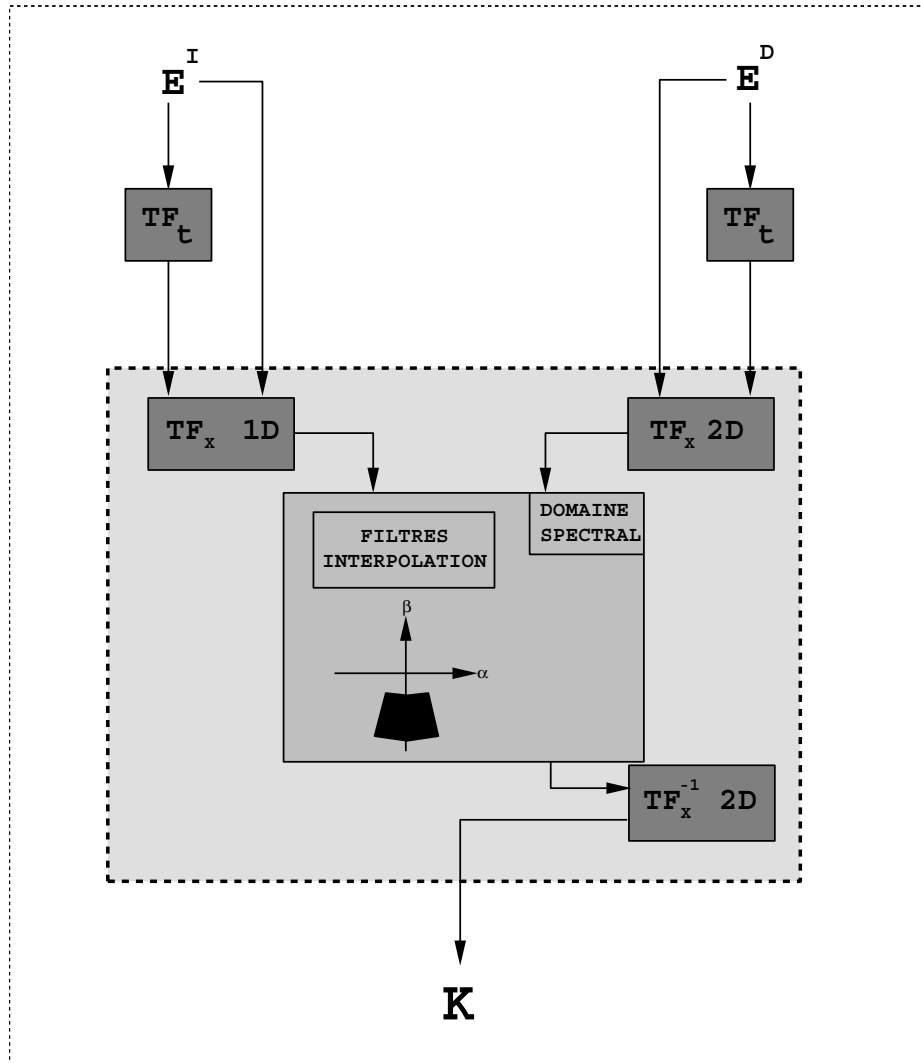 E^I
E^D
TF_t
TF_t
TF_x 1D
TF_x 2D
DOMAINE
SPECTRAL
FILTRES
INTERPOLATION
β
α
TF_x^-1 2D
K